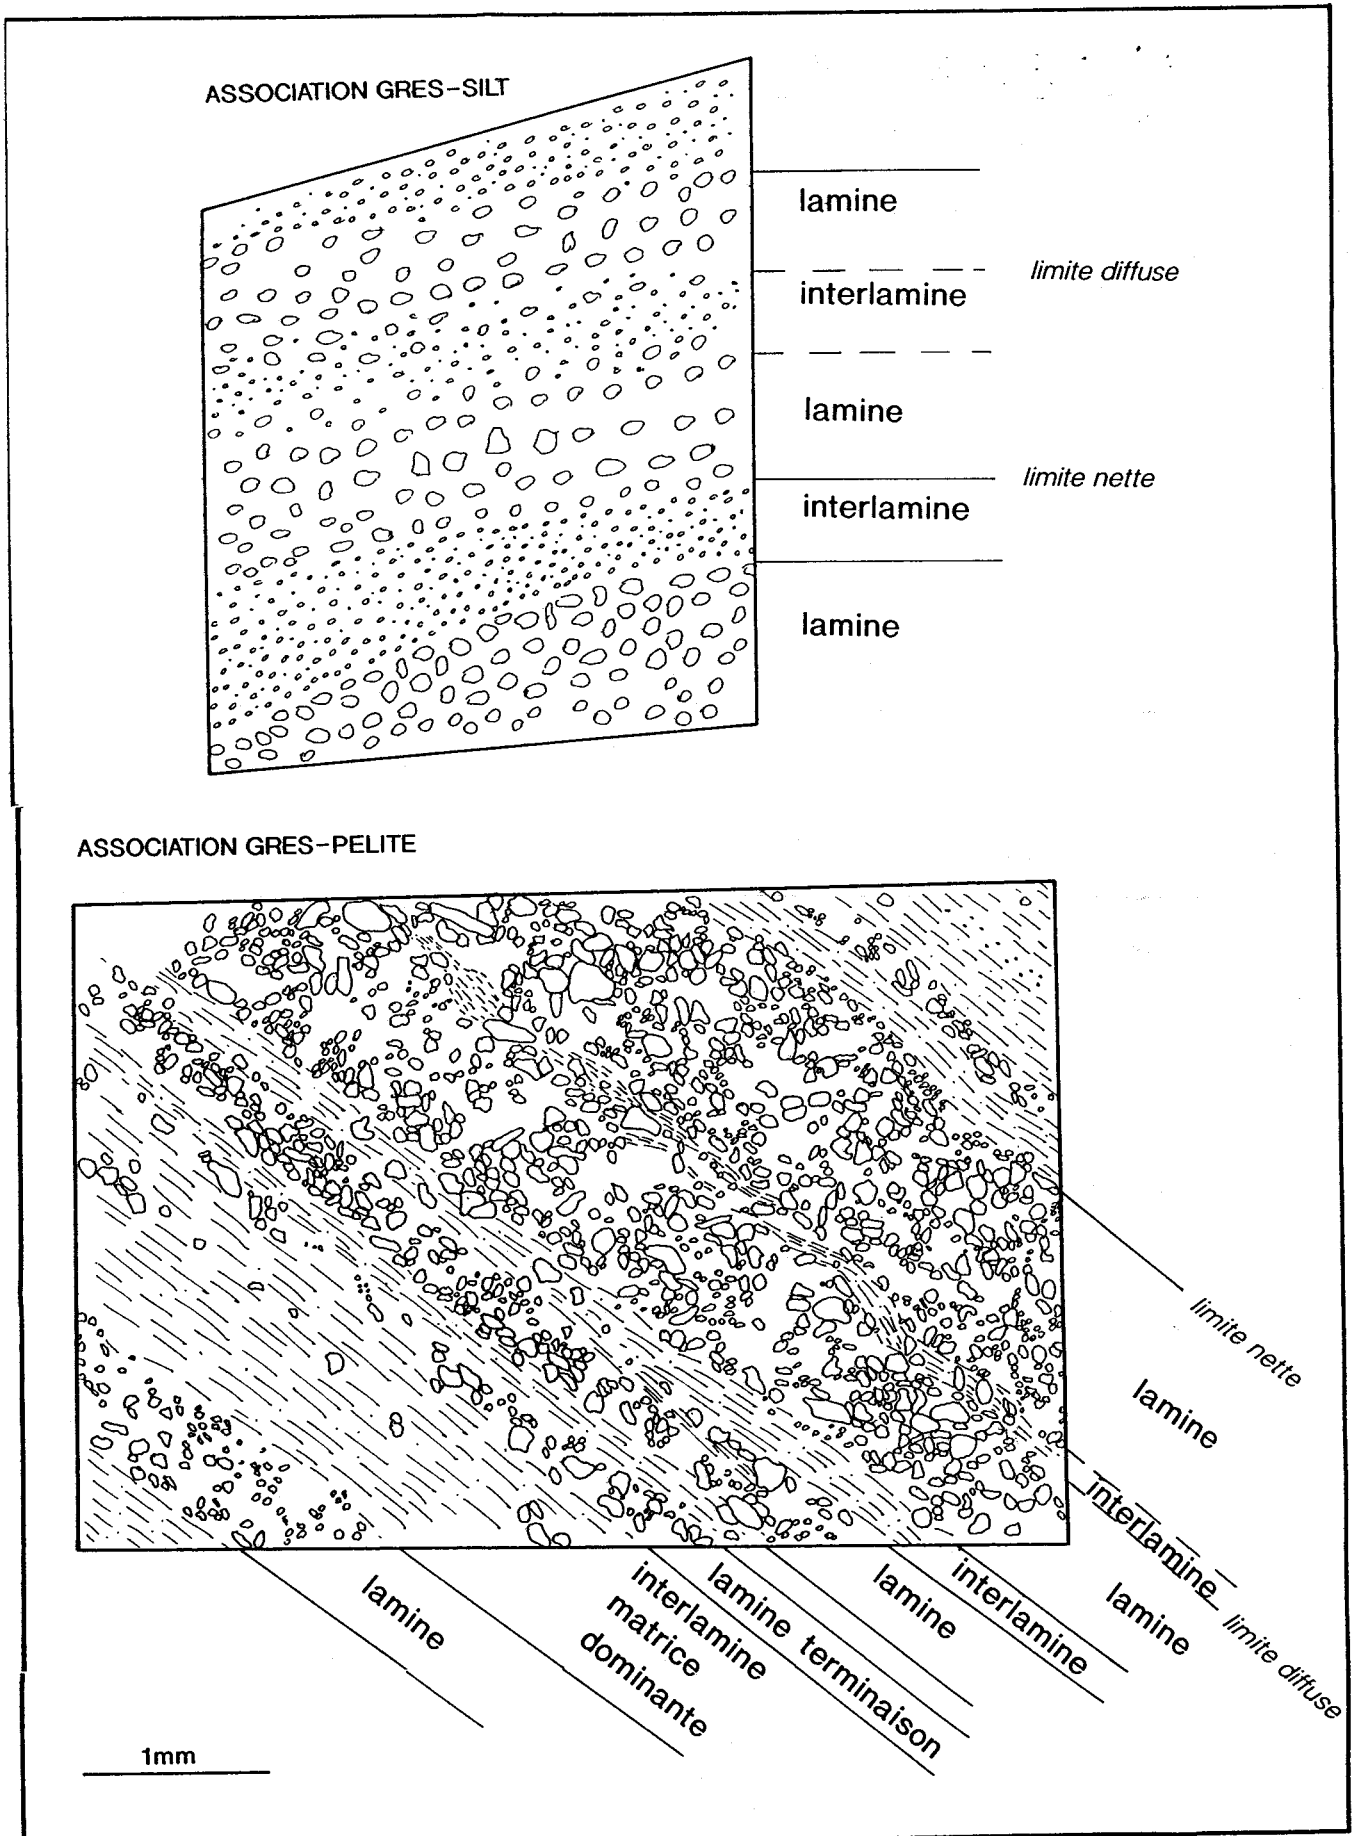 ASSOCIATION GRES-SILT
lamine
limite diffuse
interlamine
lamine
limite nette
interlamine
lamine
ASSOCIATION GRES-PELITE
limite nette
lamine
interlamine
limite diffuse
lamine
interlamine
lamine
lamine terminaison
interlamine
matrice
dominante
lamine
1mm